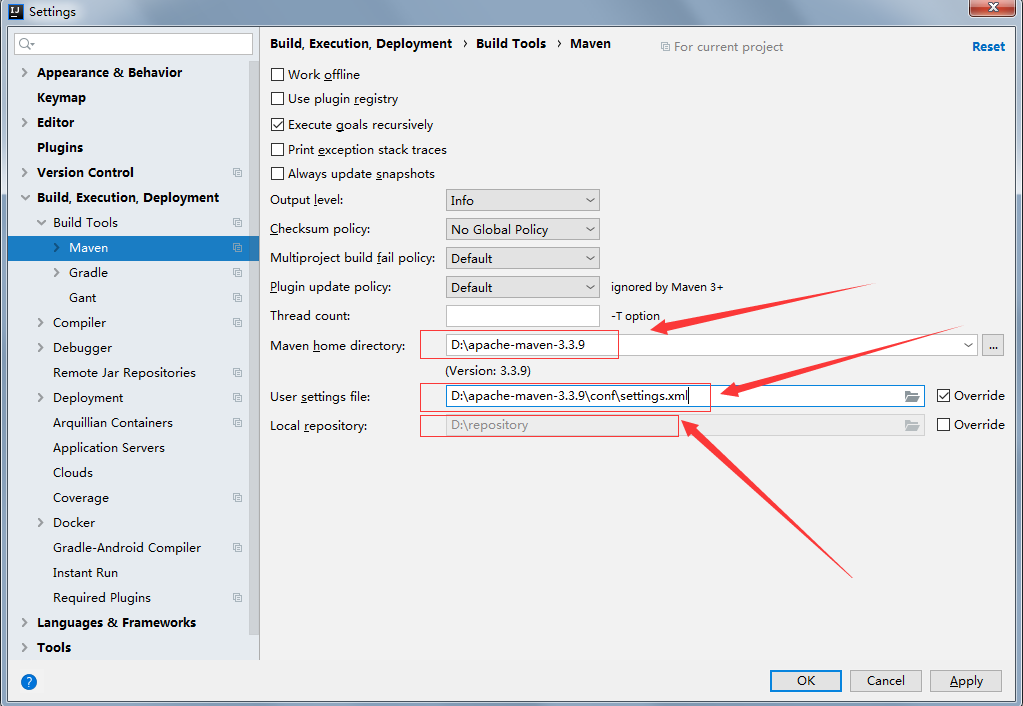 Settings
Build, Execution, Deployment › Build Tools › Maven
For current project
Reset
Appearance & Behavior
Keymap
Editor
Plugins
Version Control
Build, Execution, Deployment
Build Tools
Maven
Gradle
Gant
Compiler
Debugger
Remote Jar Repositories
Deployment
Arquillian Containers
Application Servers
Clouds
Coverage
Docker
Gradle-Android Compiler
Instant Run
Required Plugins
Languages & Frameworks
Tools
Work offline
Use plugin registry
Execute goals recursively
Print exception stack traces
Always update snapshots
Output level: Info
Checksum policy: No Global Policy
Multiproject build fail policy: Default
Plugin update policy: Default ignored by Maven 3+
Thread count: -T option
Maven home directory: D:\apache-maven-3.3.9 ...
(Version: 3.3.9)
User settings file: D:\apache-maven-3.3.9\conf\settings.xml Override
Local repository: D:\repository Override
?
OK Cancel Apply